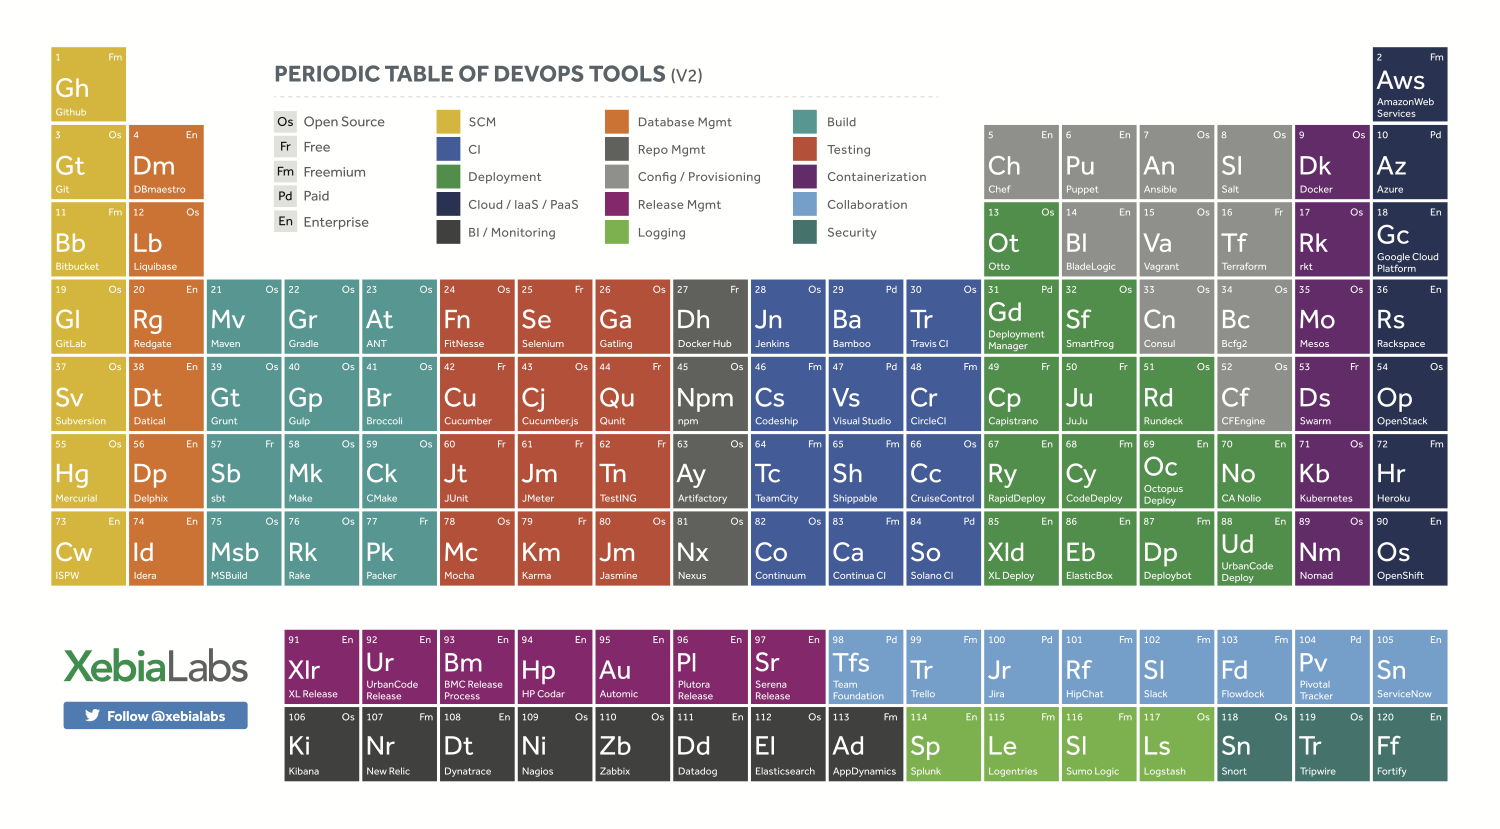 PERIODIC TABLE OF DEVOPS TOOLS (V2)
Os Open Source
Fr Free
Fm Freemium
Pd Paid
En Enterprise
SCM
CI
Deployment
Cloud / IaaS / PaaS
BI / Monitoring
Database Mgmt
Repo Mgmt
Config / Provisioning
Release Mgmt
Logging
Build
Testing
Containerization
Collaboration
Security
1 Fm
Gh
Github
2 Fm
Aws
AmazonWeb
Services
3 Os
Gt
Git
4 En
Dm
DBmaestro
5 En
Ch
Chef
6 En
Pu
Puppet
7 Os
An
Ansible
8 Os
Sl
Salt
9 Os
Dk
Docker
10 Pd
Az
Azure
11 Fm
Bb
Bitbucket
12 Os
Lb
Liquibase
13 Os
Ot
Otto
14 En
Bl
BladeLogic
15 Os
Va
Vagrant
16 Fr
Tf
Terraform
17 Os
Rk
rkt
18 En
Gc
Google Cloud
Platform
19 Os
Gl
GitLab
20 En
Rg
Redgate
21 Os
Mv
Maven
22 Os
Gr
Gradle
23 Os
At
ANT
24 Os
Fn
FitNesse
25 Fr
Se
Selenium
26 Os
Ga
Gatling
27 Fr
Dh
Docker Hub
28 Os
Jn
Jenkins
29 Pd
Ba
Bamboo
30 Os
Tr
Travis CI
31 Pd
Gd
Deployment
Manager
32 Os
Sf
SmartFrog
33 Os
Cn
Consul
34 Os
Bc
Bcfg2
35 Os
Mo
Mesos
36 En
Rs
Rackspace
37 Os
Sv
Subversion
38 En
Dt
Datical
39 Os
Gt
Grunt
40 Os
Gp
Gulp
41 Os
Br
Broccoli
42 Fr
Cu
Cucumber
43 Os
Cj
Cucumber.js
44 Fr
Qu
Qunit
45 Os
Npm
npm
46 Fm
Cs
Codeship
47 Pd
Vs
Visual Studio
48 Fm
Cr
CircleCI
49 Fr
Cp
Capistrano
50 Fr
Ju
JuJu
51 Os
Rd
Rundeck
52 Os
Cf
CFEngine
53 Fr
Ds
Swarm
54 Os
Op
OpenStack
55 Os
Hg
Mercurial
56 En
Dp
Delphix
57 Fr
Sb
sbt
58 Os
Mk
Make
59 Os
Ck
CMake
60 Fr
Jt
JUnit
61 Fr
Jm
JMeter
62 Fr
Tn
TestING
63 Os
Ay
Artifactory
64 Fm
Tc
TeamCity
65 Fm
Sh
Shippable
66 Os
Cc
CruiseControl
67 En
Ry
RapidDeploy
68 Fm
Cy
CodeDeploy
69 En
Oc
Octopus
Deploy
70 En
No
CA Nolio
71 Os
Kb
Kubernetes
72 Fm
Hr
Heroku
73 En
Cw
ISPW
74 En
Id
Idera
75 Os
Msb
MSBuild
76 Os
Rk
Rake
77 Fr
Pk
Packer
78 Os
Mc
Mocha
79 Fr
Km
Karma
80 Os
Jm
Jasmine
81 Os
Nx
Nexus
82 Os
Co
Continuum
83 Fm
Ca
Continua CI
84 Pd
So
Solano CI
85 En
Xld
XL Deploy
86 En
Eb
ElasticBox
87 Fm
Dp
Deploybot
88 En
Ud
UrbanCode
Deploy
89 Os
Nm
Nomad
90 En
Os
OpenShift
XebiaLabs
Follow @xebialabs
91 En
Xlr
XL Release
92 En
Ur
UrbanCode
Release
93 En
Bm
BMC Release
Process
94 En
Hp
HP Codar
95 En
Au
Automic
96 En
Pl
Plutora
Release
97 En
Sr
Serena
Release
98 Pd
Tfs
Team
Foundation
99 Fm
Tr
Trello
100 Pd
Jr
Jira
101 Fm
Rf
HipChat
102 Fm
Sl
Slack
103 Fm
Fd
Flowdock
104 Pd
Pv
Pivotal
Tracker
105 En
Sn
ServiceNow
106 Os
Ki
Kibana
107 Fm
Nr
New Relic
108 En
Dt
Dynatrace
109 Os
Ni
Nagios
110 Os
Zb
Zabbix
111 En
Dd
Datadog
112 Os
El
Elasticsearch
113 Fm
Ad
AppDynamics
114 En
Sp
Splunk
115 Fm
Le
Logentries
116 Fm
Sl
Sumo Logic
117 Os
Ls
Logstash
118 Os
Sn
Snort
119 Os
Tr
Tripwire
120 En
Ff
Fortify